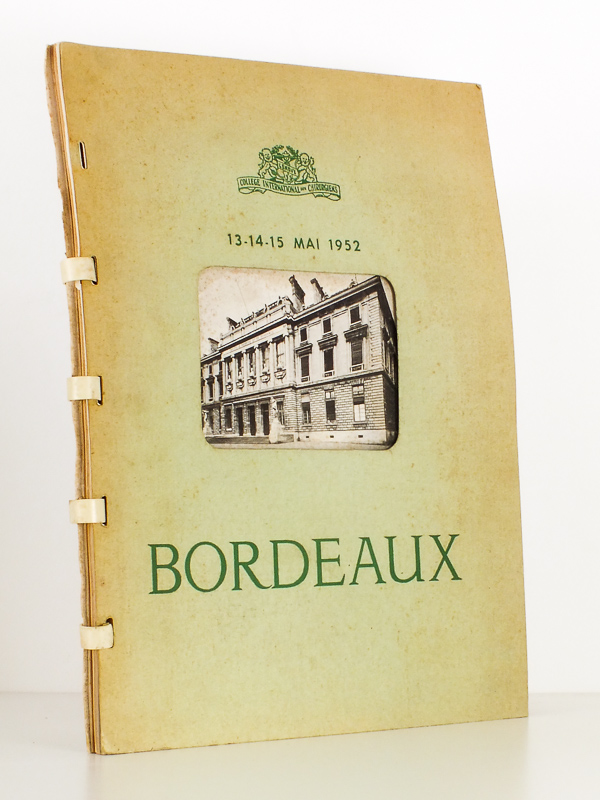 COLLEGE INTERNATIONAL DES CHIRURGIENS
13-14-15 MAI 1952
BORDEAUX